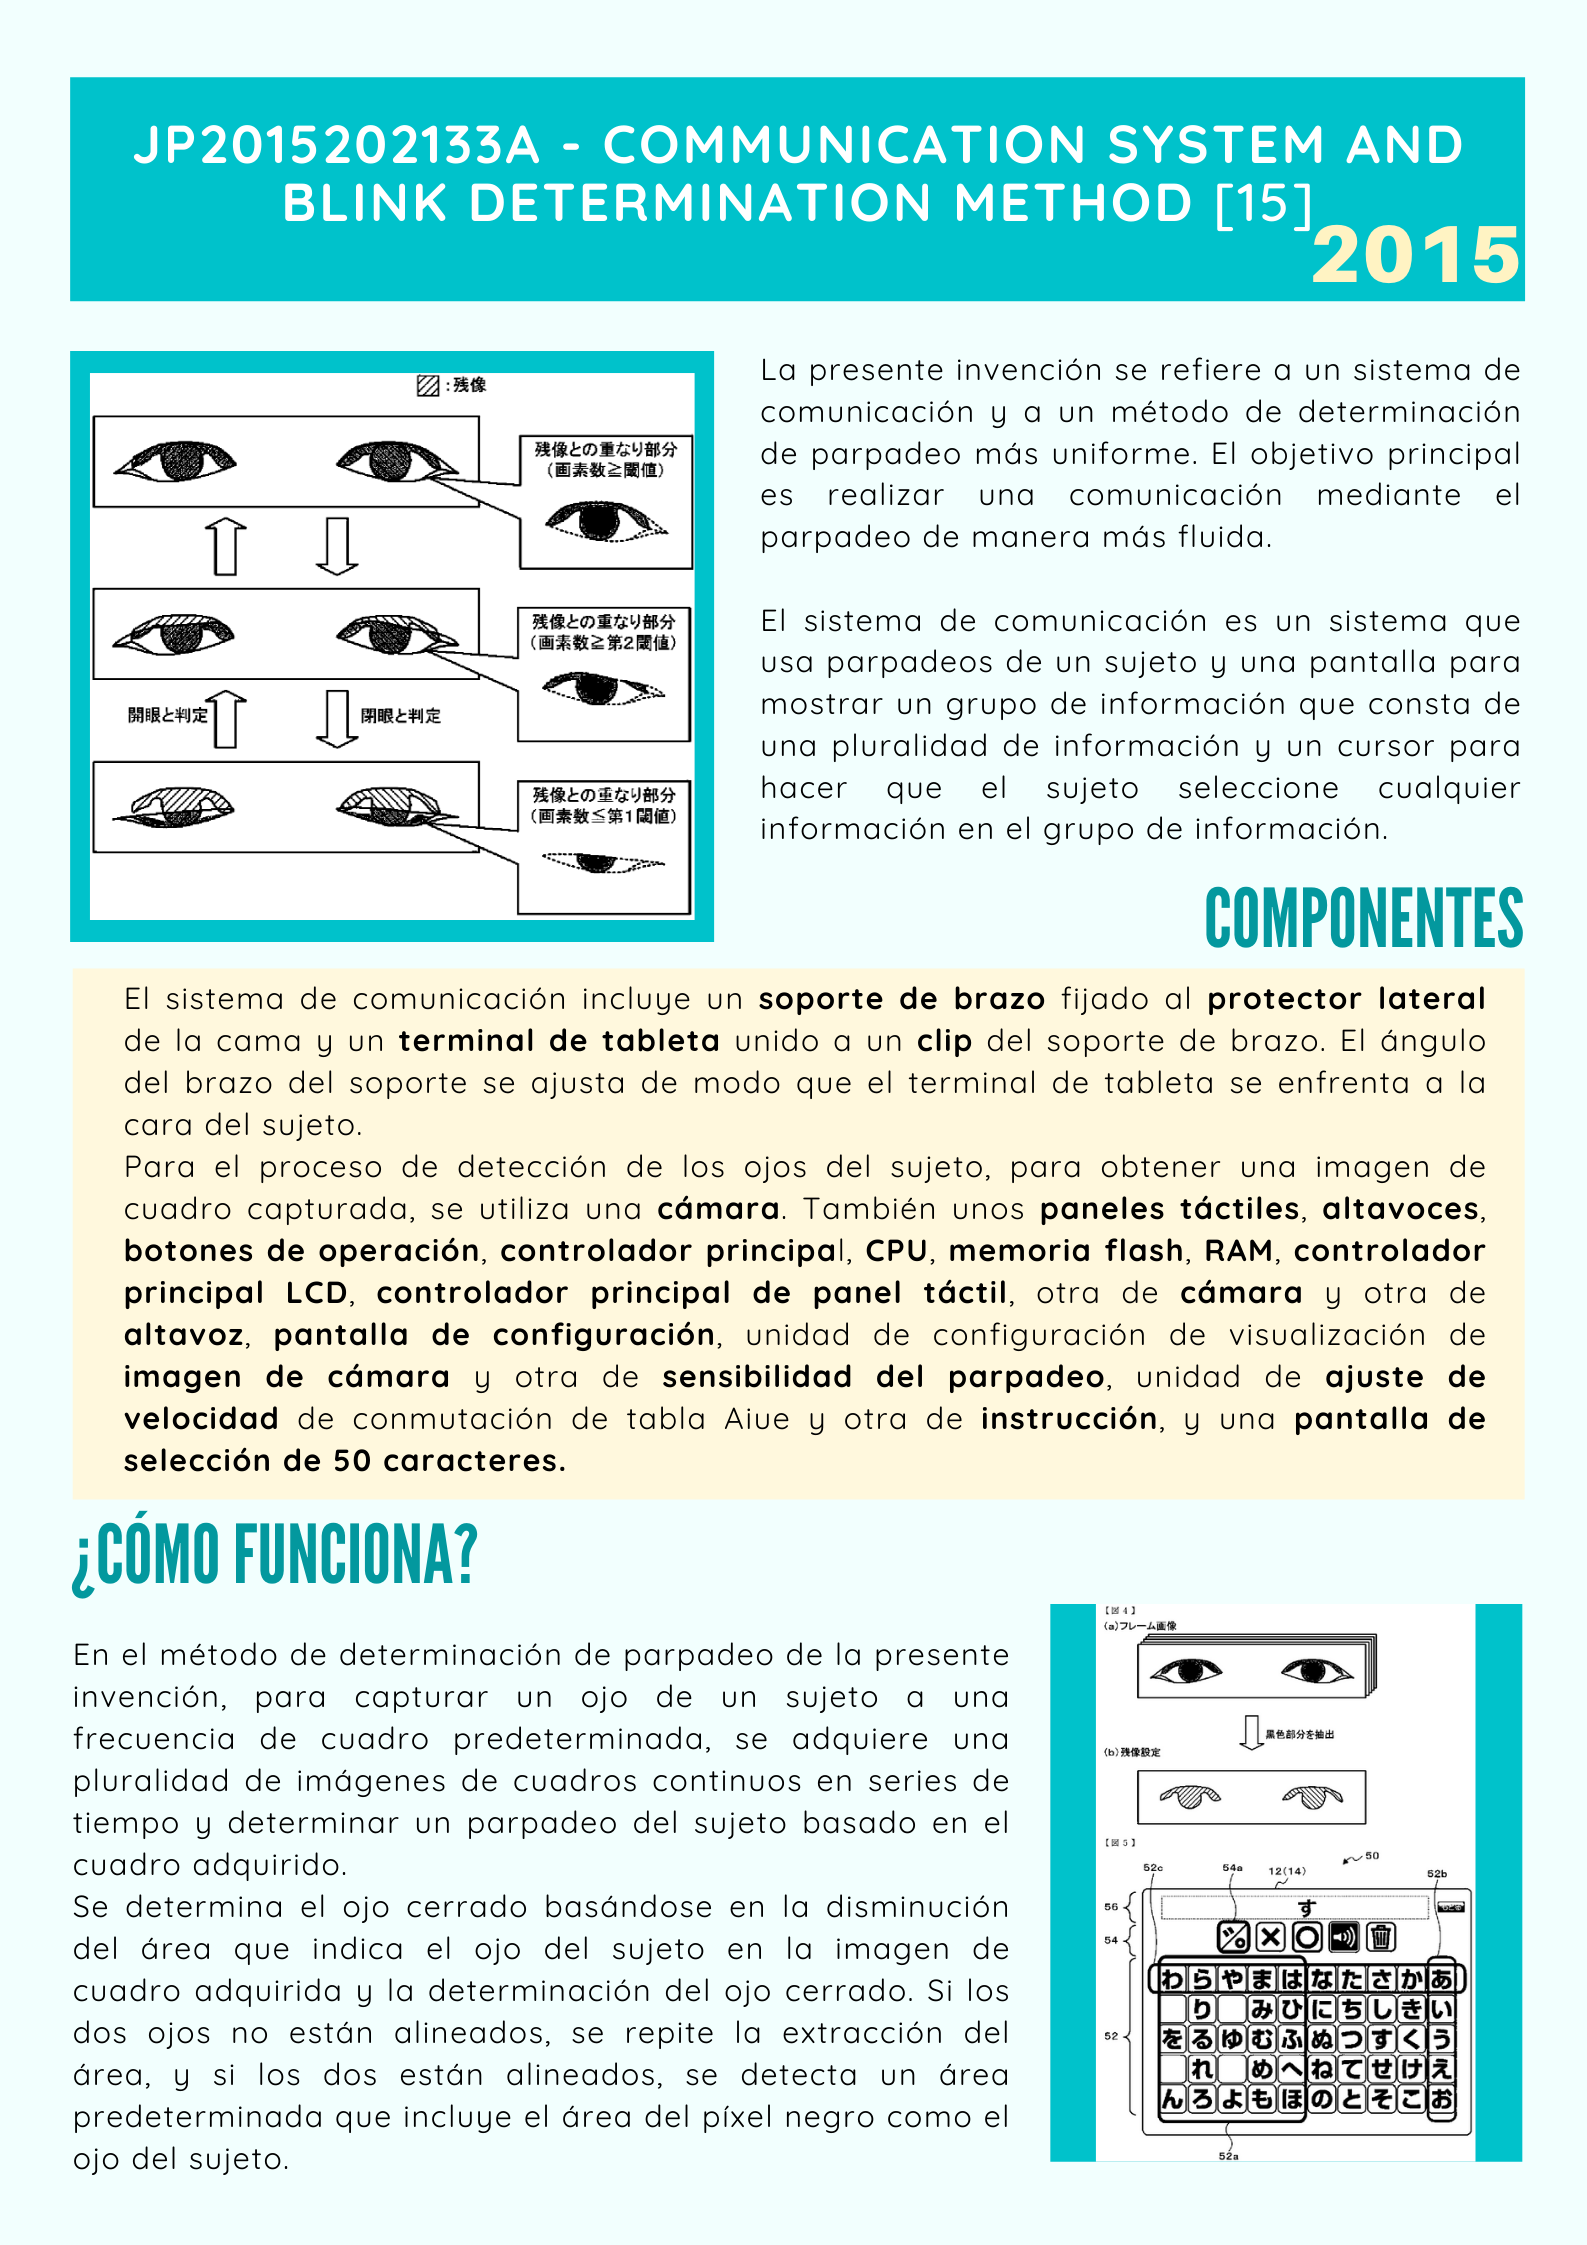 JP2015202133A - COMMUNICATION SYSTEM AND
BLINK DETERMINATION METHOD [15]
2015
:残像
残像との重なり部分
(画素数≧閾値)
残像との重なり部分
(画素数≧第2閾値)
開眼と判定
閉眼と判定
残像との重なり部分
(画素数≦第1閾値)
La presente invención se refiere a un sistema de
comunicación y a un método de determinación
de parpadeo más uniforme. El objetivo principal
es realizar una comunicación mediante el
parpadeo de manera más fluida.
El sistema de comunicación es un sistema que
usa parpadeos de un sujeto y una pantalla para
mostrar un grupo de información que consta de
una pluralidad de información y un cursor para
hacer que el sujeto seleccione cualquier
información en el grupo de información.
COMPONENTES
El sistema de comunicación incluye un soporte de brazo fijado al protector lateral
de la cama y un terminal de tableta unido a un clip del soporte de brazo. El ángulo
del brazo del soporte se ajusta de modo que el terminal de tableta se enfrenta a la
cara del sujeto.
Para el proceso de detección de los ojos del sujeto, para obtener una imagen de
cuadro capturada, se utiliza una cámara. También unos paneles táctiles, altavoces,
botones de operación, controlador principal, CPU, memoria flash, RAM, controlador
principal LCD, controlador principal de panel táctil, otra de cámara y otra de
altavoz, pantalla de configuración, unidad de configuración de visualización de
imagen de cámara y otra de sensibilidad del parpadeo, unidad de ajuste de
velocidad de conmutación de tabla Aiue y otra de instrucción, y una pantalla de
selección de 50 caracteres.
¿CÓMO FUNCIONA?
En el método de determinación de parpadeo de la presente
invención, para capturar un ojo de un sujeto a una
frecuencia de cuadro predeterminada, se adquiere una
pluralidad de imágenes de cuadros continuos en series de
tiempo y determinar un parpadeo del sujeto basado en el
cuadro adquirido.
Se determina el ojo cerrado basándose en la disminución
del área que indica el ojo del sujeto en la imagen de
cuadro adquirida y la determinación del ojo cerrado. Si los
dos ojos no están alineados, se repite la extracción del
área, y si los dos están alineados, se detecta un área
predeterminada que incluye el área del píxel negro como el
ojo del sujeto.
【図4】
(a)フレーム画像
黒色部分を抽出
(b)残像設定
【図5】
50
52c 54a 12(14) 52b
56 す
54
わらやまはなたさかあ
り みひにちしきい
52 をるゆむふぬつすくう
れ めへねてせけえ
んろよもほのとそこお
52a